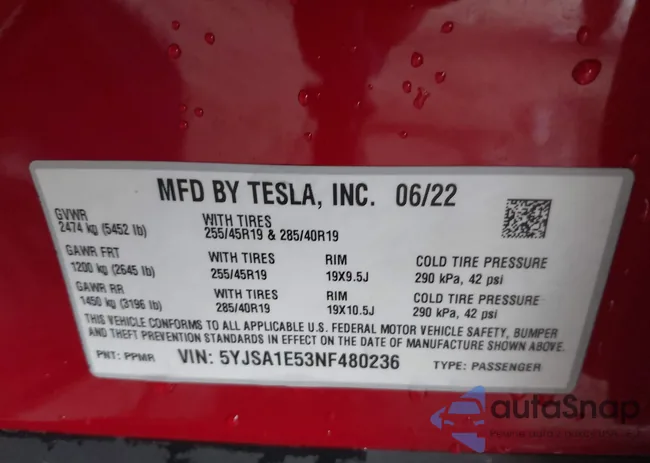 MFD BY TESLA, INC. 06/22
GVWR
2474 kg (5452 lb)
WITH TIRES
255/45R19 & 285/40R19
GAWR FRT
1200 kg (2645 lb)
WITH TIRES
255/45R19
RIM
19X9.5J
COLD TIRE PRESSURE
290 kPa, 42 psi
GAWR RR
1450 kg (3196 lb)
WITH TIRES
285/40R19
RIM
19X10.5J
COLD TIRE PRESSURE
290 kPa, 42 psi
THIS VEHICLE CONFORMS TO ALL APPLICABLE U.S. FEDERAL MOTOR VEHICLE SAFETY, BUMPER
AND THEFT PREVENTION STANDARDS IN EFFECT ON THE DATE OF MANUFACTURE SHOWN ABOVE.
PNT: PPMR VIN: 5YJSA1E53NF480236 TYPE: PASSENGER
autoSnap